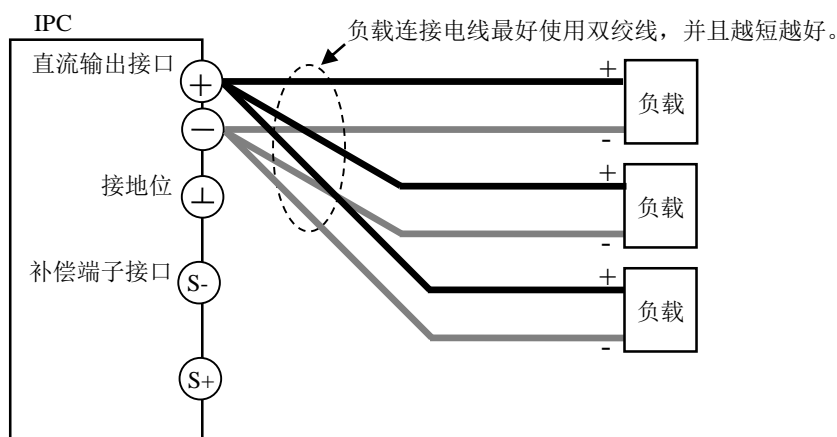 IPC
负载连接电线最好使用双绞线，并且越短越好。
直流输出接口
+
+
负载
—
-
接地位
⊥
+
负载
-
补偿端子接口
S-
+
负载
-
S+